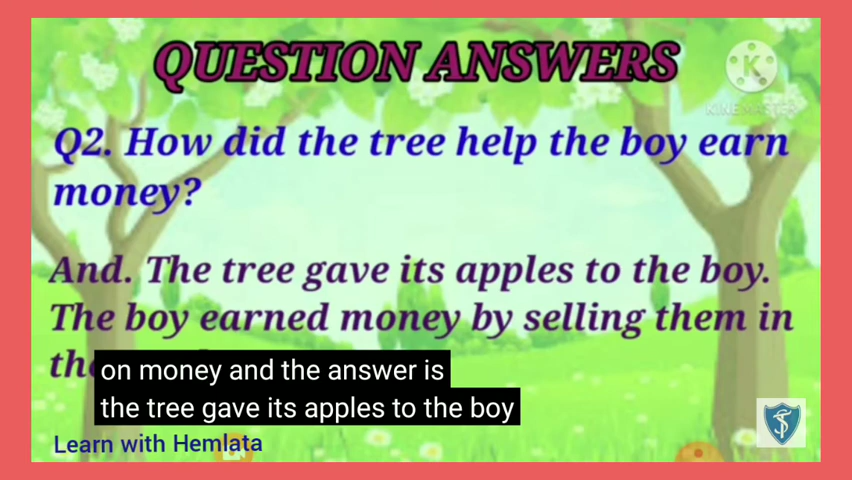 QUESTION ANSWERS
K
KINEMASTER
Q2. How did the tree help the boy earn
money?
And. The tree gave its apples to the boy.
The boy earned money by selling them in
on money and the answer is
the tree gave its apples to the boy
Learn with Hemlata